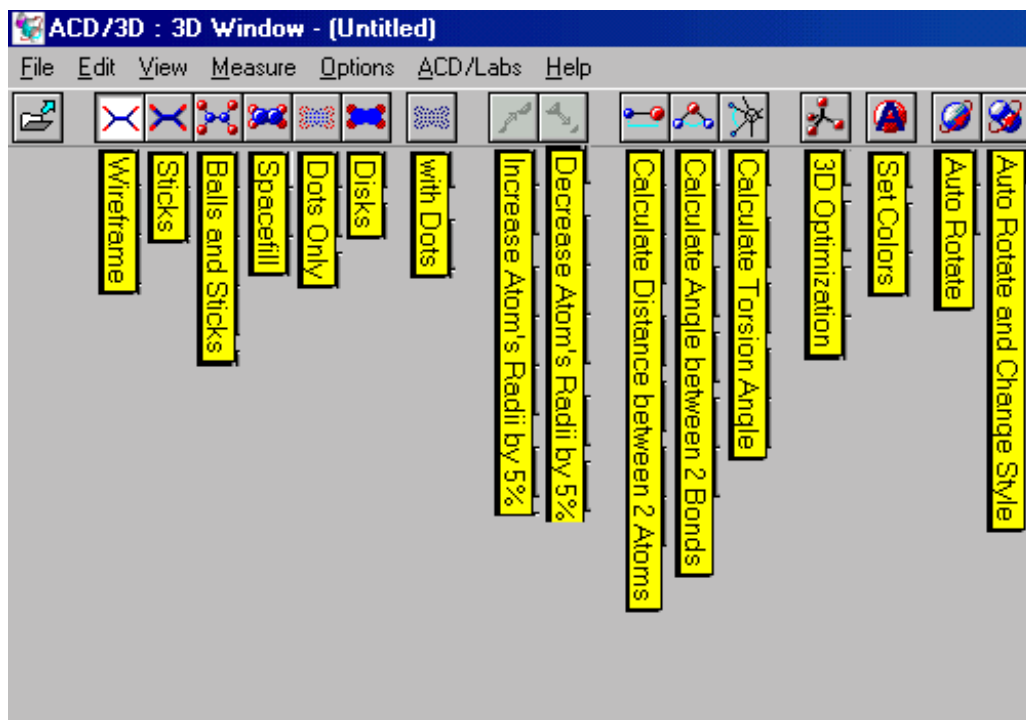 ACD/3D : 3D Window - (Untitled)
File Edit View Measure Options ACD/Labs Help
Wireframe
Sticks
Balls and Sticks
Spacefill
Dots Only
Disks
with Dots
Increase Atom's Radii by 5%
Decrease Atom's Radii by 5%
Calculate Distance between 2 Atoms
Calculate Angle between 2 Bonds
Calculate Torsion Angle
3D Optimization
Set Colors
Auto Rotate
Auto Rotate and Change Style